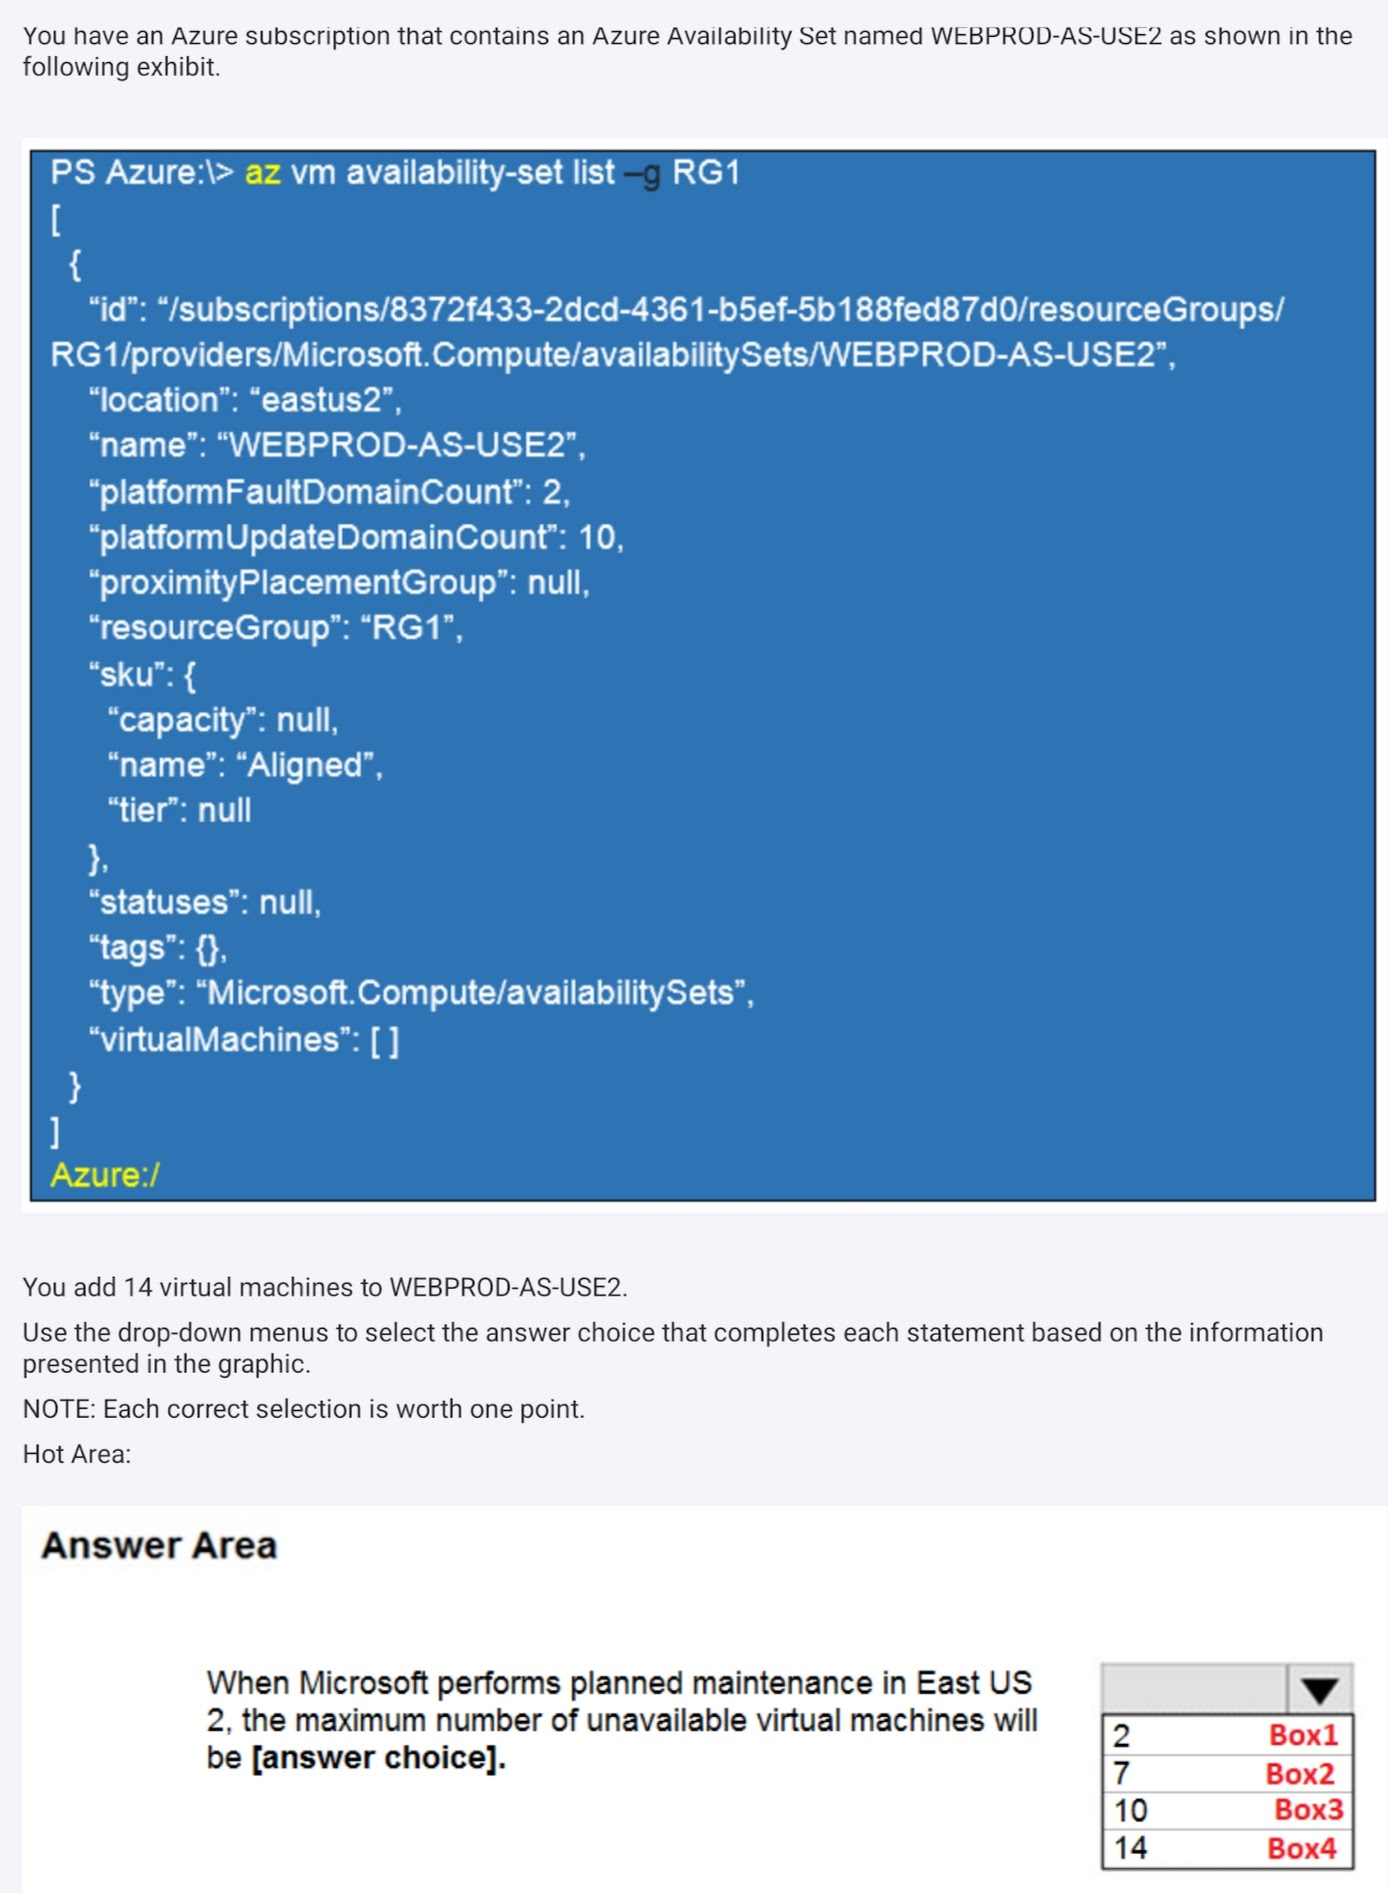 You have an Azure subscription that contains an Azure Availability Set named WEBPROD-AS-USE2 as shown in the
following exhibit.
PS Azure:\> az vm availability-set list –g RG1
[
{
“id”: “/subscriptions/8372f433-2dcd-4361-b5ef-5b188fed87d0/resourceGroups/
RG1/providers/Microsoft.Compute/availabilitySets/WEBPROD-AS-USE2”,
“location”: “eastus2”,
“name”: “WEBPROD-AS-USE2”,
“platformFaultDomainCount”: 2,
“platformUpdateDomainCount”: 10,
“proximityPlacementGroup”: null,
“resourceGroup”: “RG1”,
“sku”: {
“capacity”: null,
“name”: “Aligned”,
“tier”: null
},
“statuses”: null,
“tags”: {},
“type”: “Microsoft.Compute/availabilitySets”,
“virtualMachines”: [ ]
}
]
Azure:/
You add 14 virtual machines to WEBPROD-AS-USE2.
Use the drop-down menus to select the answer choice that completes each statement based on the information
presented in the graphic.
NOTE: Each correct selection is worth one point.
Hot Area:
Answer Area
When Microsoft performs planned maintenance in East US
2, the maximum number of unavailable virtual machines will
be [answer choice].
2 Box1
7 Box2
10 Box3
14 Box4